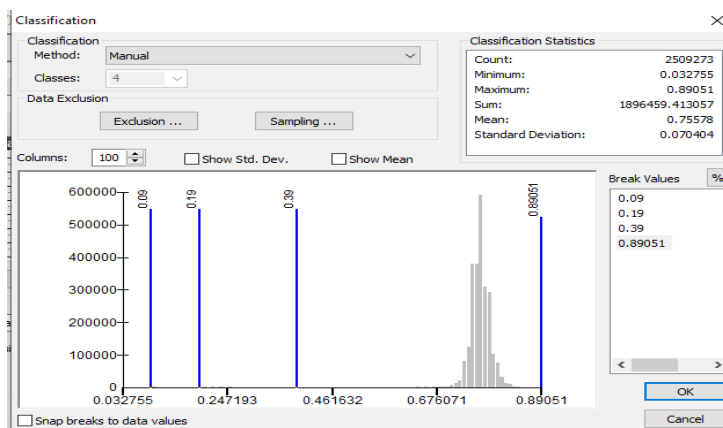 Classification
Classification
Method: Manual
Classes: 4
Data Exclusion
Exclusion ...
Sampling ...
Classification Statistics
Count: 2509273
Minimum: 0.032755
Maximum: 0.89051
Sum: 1896459.413057
Mean: 0.75578
Standard Deviation: 0.070404
Columns: 100 Show Std. Dev. Show Mean
0.09 0.19 0.39 0.89051
600000
500000
400000
300000
200000
100000
0
0.032755 0.247193 0.461632 0.676071 0.89051
Break Values %
0.09
0.19
0.39
0.89051
OK
Cancel
Snap breaks to data values